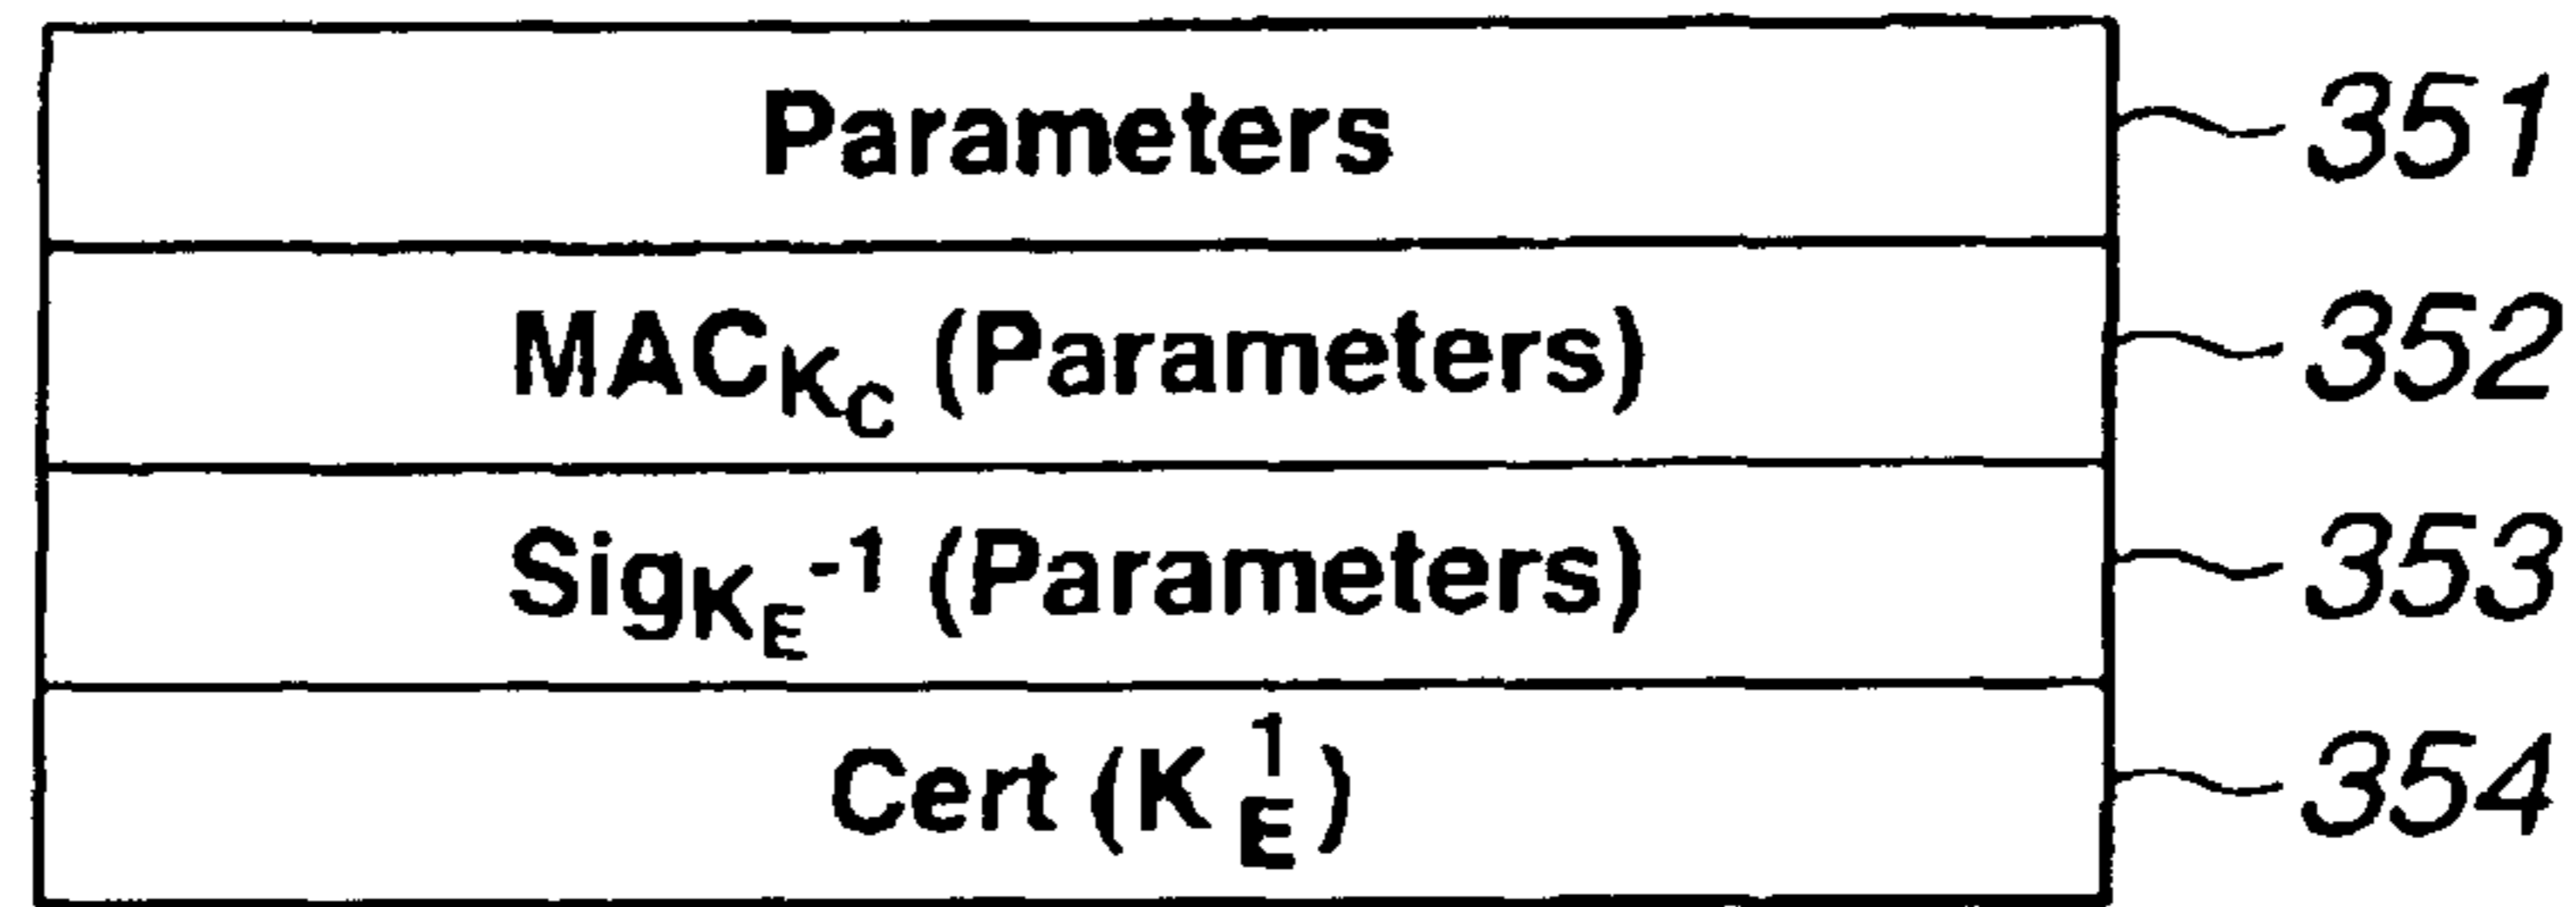 Parameters 351
MAC_{K_C} (Parameters) 352
Sig_{K_E}-1 (Parameters) 353
Cert (K_E^1) 354